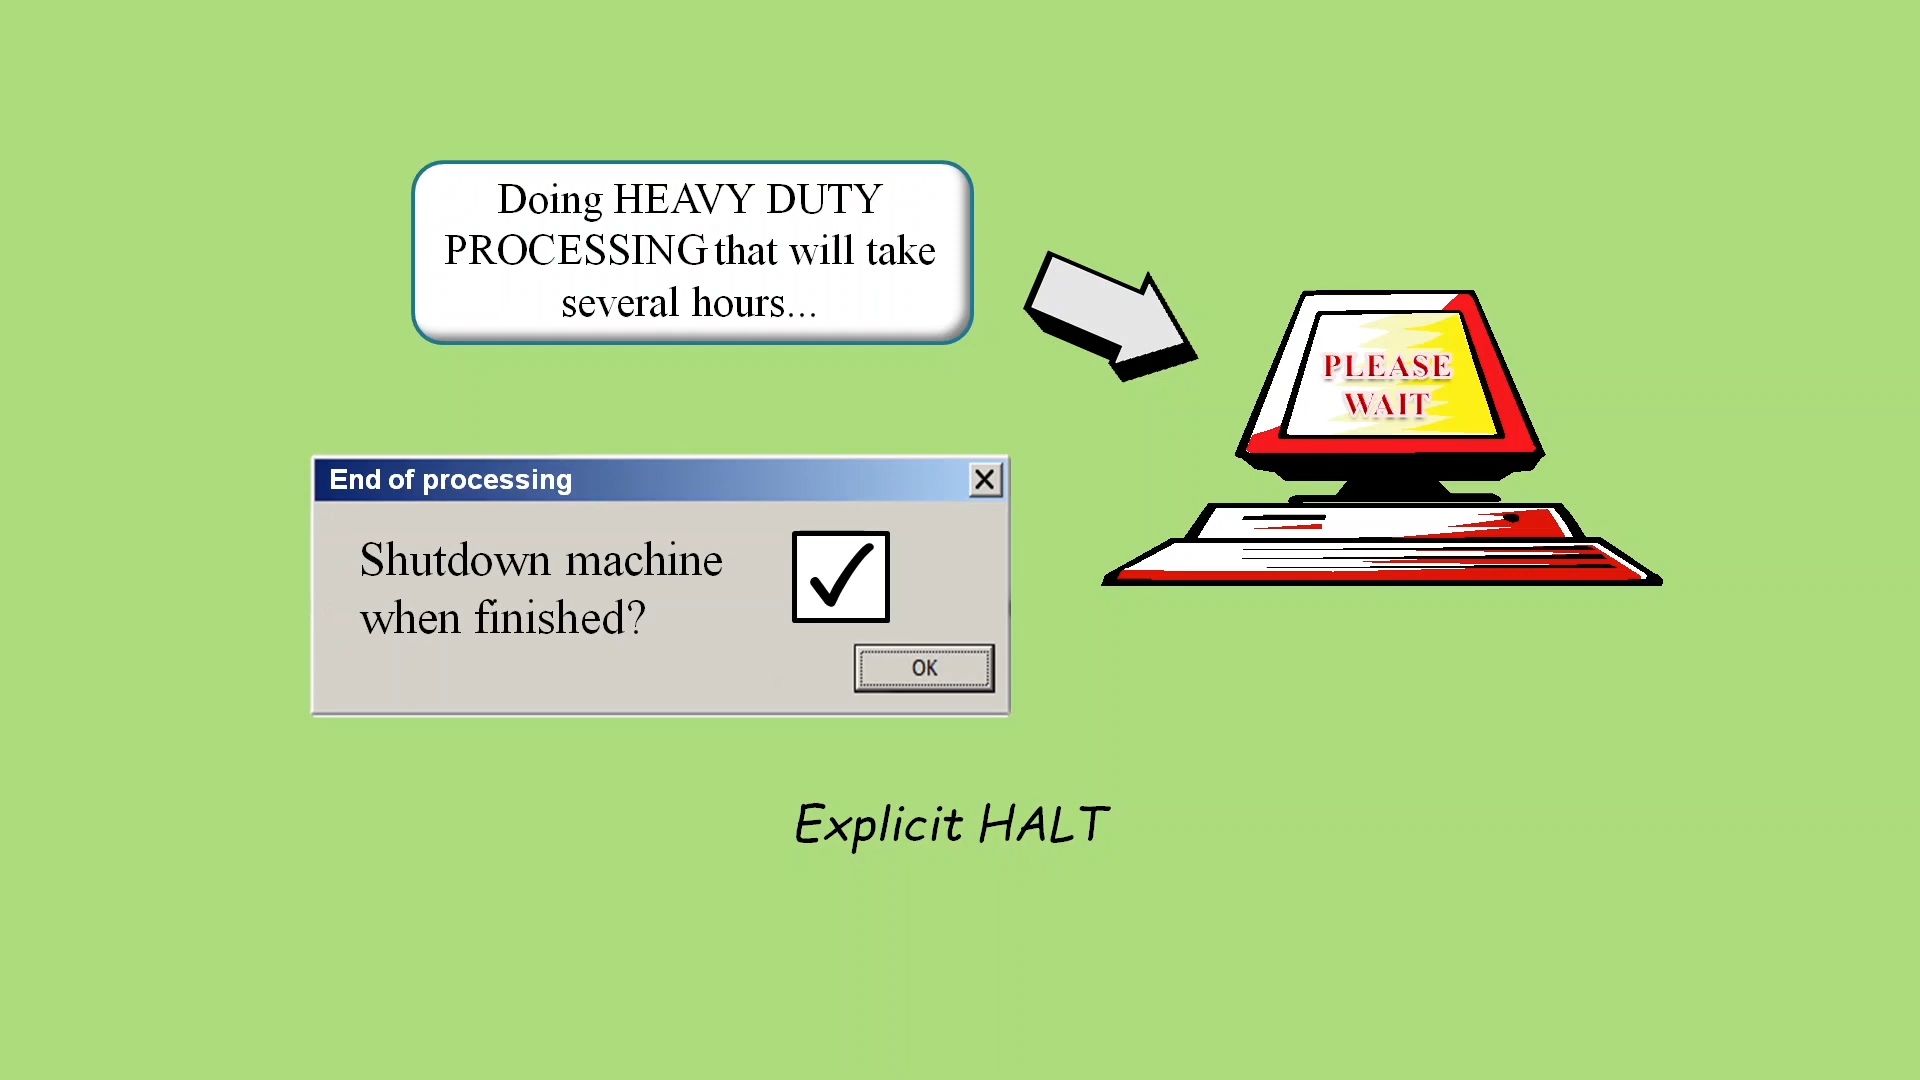 Doing HEAVY DUTY
PROCESSING that will take
several hours...
PLEASE
WAIT
End of processing
Shutdown machine
when finished?
OK
Explicit HALT